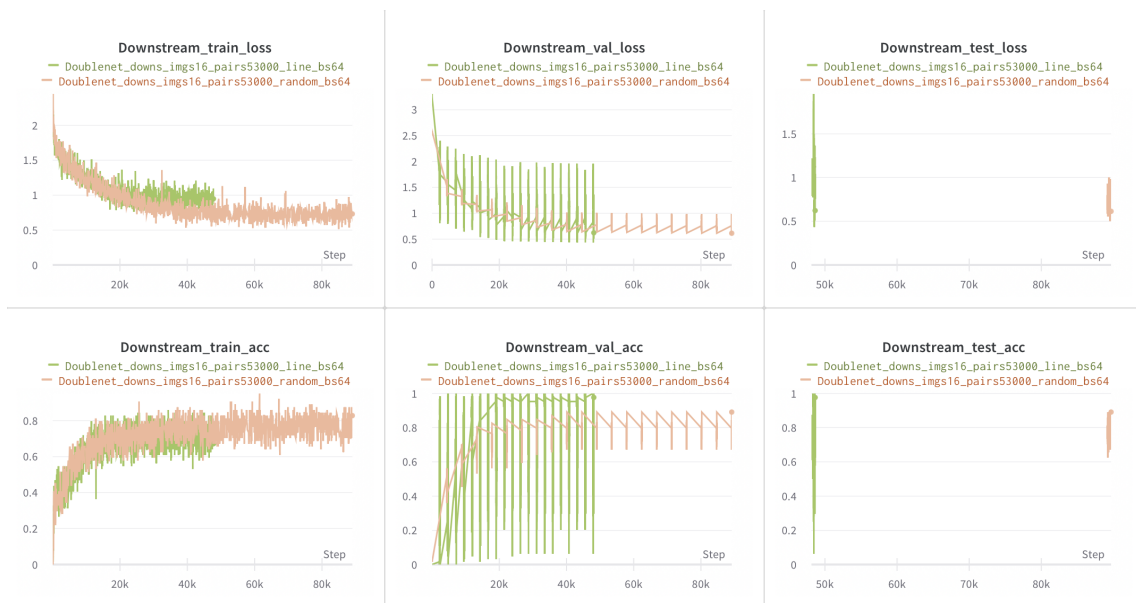 Downstream_train_loss
Doublenet_downs_imgs16_pairs53000_line_bs64
Doublenet_downs_imgs16_pairs53000_random_bs64
2
1.5
1
0.5
0
Step
20k
40k
60k
80k
Downstream_val_loss
Doublenet_downs_imgs16_pairs53000_line_bs64
Doublenet_downs_imgs16_pairs53000_random_bs64
3
2.5
2
1.5
1
0.5
0
Step
0
20k
40k
60k
80k
Downstream_test_loss
Doublenet_downs_imgs16_pairs53000_line_bs64
Doublenet_downs_imgs16_pairs53000_random_bs64
1.5
1
0.5
0
Step
50k
60k
70k
80k
Downstream_train_acc
Doublenet_downs_imgs16_pairs53000_line_bs64
Doublenet_downs_imgs16_pairs53000_random_bs64
0.8
0.6
0.4
0.2
0
Step
20k
40k
60k
80k
Downstream_val_acc
Doublenet_downs_imgs16_pairs53000_line_bs64
Doublenet_downs_imgs16_pairs53000_random_bs64
1
0.8
0.6
0.4
0.2
0
Step
20k
40k
60k
80k
Downstream_test_acc
Doublenet_downs_imgs16_pairs53000_line_bs64
Doublenet_downs_imgs16_pairs53000_random_bs64
1
0.8
0.6
0.4
0.2
0
Step
50k
60k
70k
80k